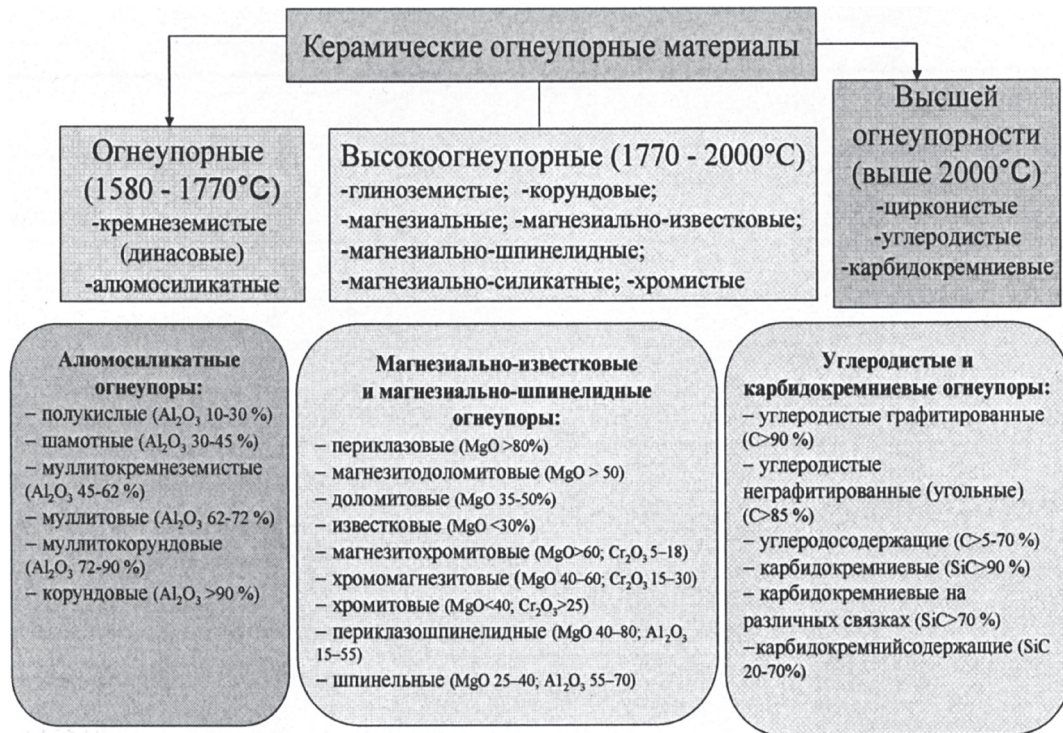 Керамические огнеупорные материалы
Огнеупорные
(1580 - 1770°С)
-кремнеземистые
(динасовые)
-алюмосиликатные
Высокоогнеупорные (1770 - 2000°С)
-глиноземистые; -корундовые;
-магнезиальные; -магнезиально-известковые;
-магнезиально-шпинелидные;
-магнезиально-силикатные; -хромистые
Высшей
огнеупорности
(выше 2000°С)
-цирконистые
-углеродистые
-карбидокремниевые
Алюмосиликатные
огнеупоры:
– полукислые (Al₂O₃ 10-30 %)
– шамотные (Al₂O₃ 30-45 %)
– муллитокремнеземистые
(Al₂O₃ 45-62 %)
– муллитовые (Al₂O₃ 62-72 %)
– муллитокорундовые
(Al₂O₃ 72-90 %)
– корундовые (Al₂O₃ >90 %)
Магнезиально-известковые
и магнезиально-шпинелидные
огнеупоры:
– периклазовые (MgO >80%)
– магнезитодоломитовые (MgO > 50)
– доломитовые (MgO 35-50%)
– известковые (MgO <30%)
– магнезитохромитовые (MgO>60; Cr₂O₃ 5–18)
– хромомагнезитовые (MgO 40–60; Cr₂O₃ 15–30)
– хромитовые (MgO<40; Cr₂O₃>25)
– периклазошпинелидные (MgO 40–80; Al₂O₃
15–55)
– шпинельные (MgO 25–40; Al₂O₃ 55–70)
Углеродистые и
карбидокремниевые огнеупоры:
– углеродистые графитированные
(C>90 %)
– углеродистые
неграфитированные (угольные)
(C>85 %)
– углеродосодержащие (C>5-70 %)
– карбидокремниевые (SiC>90 %)
– карбидокремниевые на
различных связках (SiC>70 %)
–карбидокремнийсодержащие (SiC
20-70%)